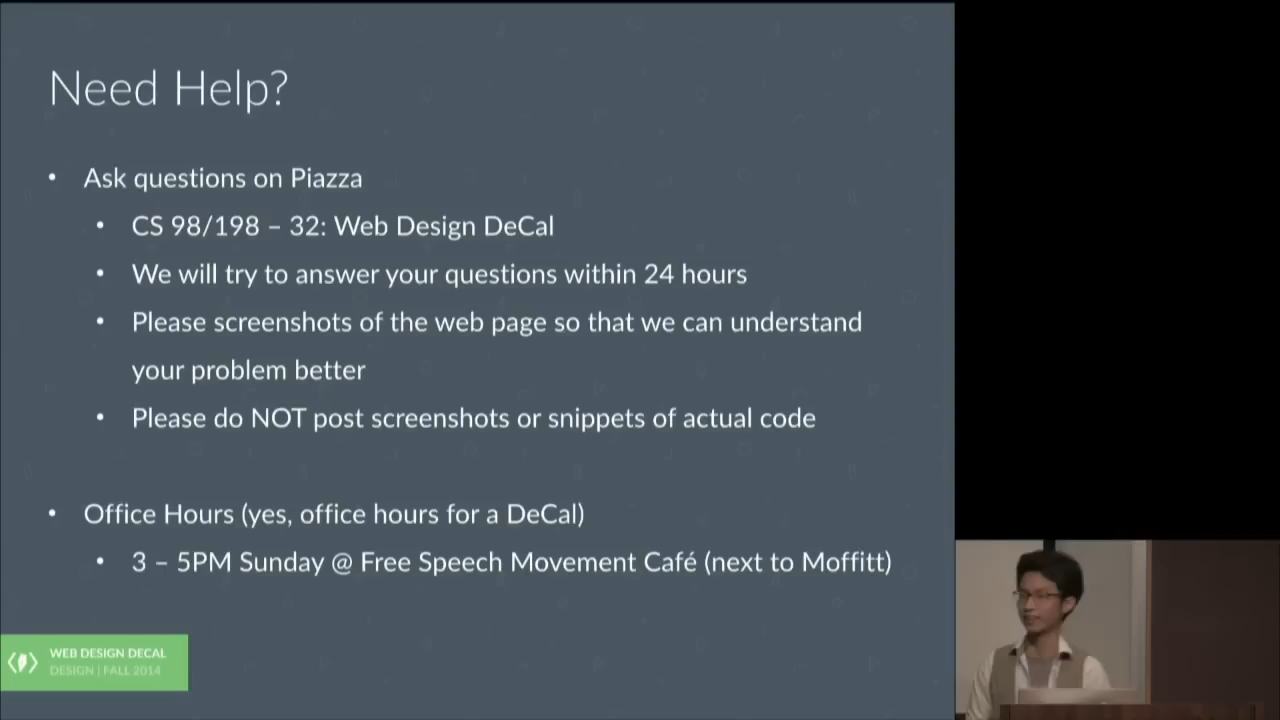 Need Help?
• Ask questions on Piazza
• CS 98/198 – 32: Web Design DeCal
• We will try to answer your questions within 24 hours
• Please screenshots of the web page so that we can understand
your problem better
• Please do NOT post screenshots or snippets of actual code
• Office Hours (yes, office hours for a DeCal)
• 3 – 5PM Sunday @ Free Speech Movement Café (next to Moffitt)
WEB DESIGN DECAL
DESIGN | FALL 2014